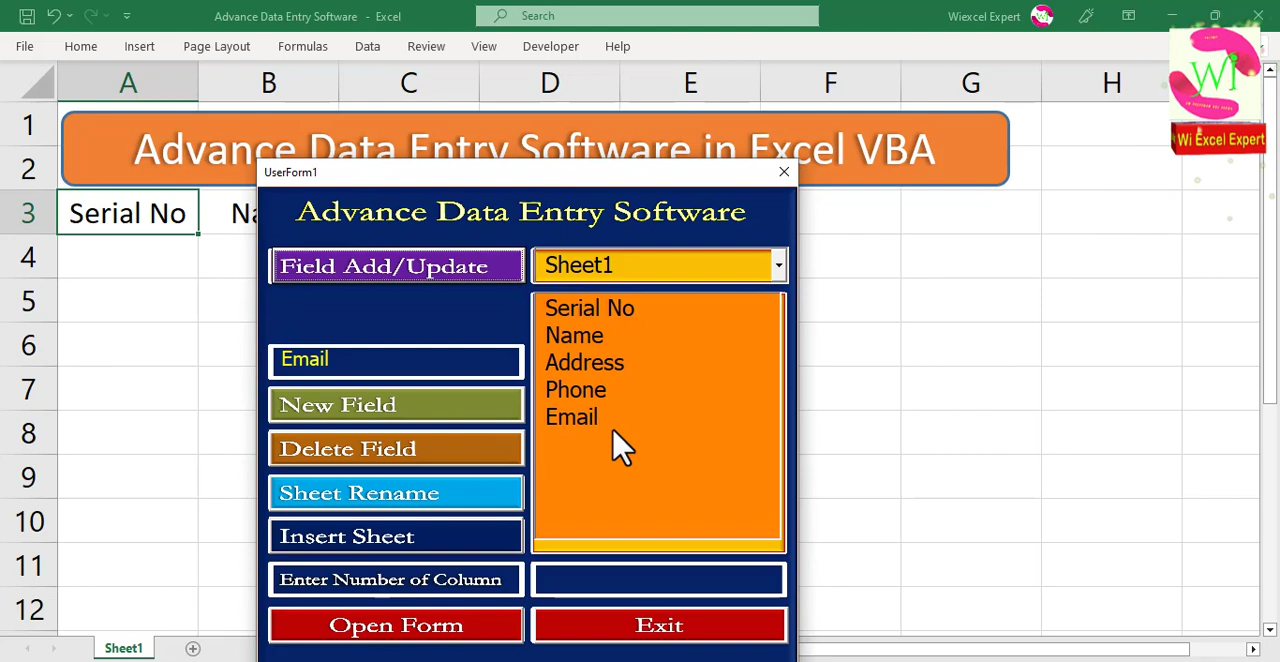 Advance Data Entry Software - Excel
Search
Wiexcel Expert
File Home Insert Page Layout Formulas Data Review View Developer Help
Wi
Wi Excel Expert
A B C D E F G H
1
Advance Data Entry Software in Excel VBA
2
UserForm1
3 Serial No Na
Advance Data Entry Software
4
Field Add/Update Sheet1
5
Serial No
Name
6
Email
Address
7
New Field
Phone
Email
8
Delete Field
9
Sheet Rename
10
Insert Sheet
11
Enter Number of Column
12
Open Form Exit
Sheet1